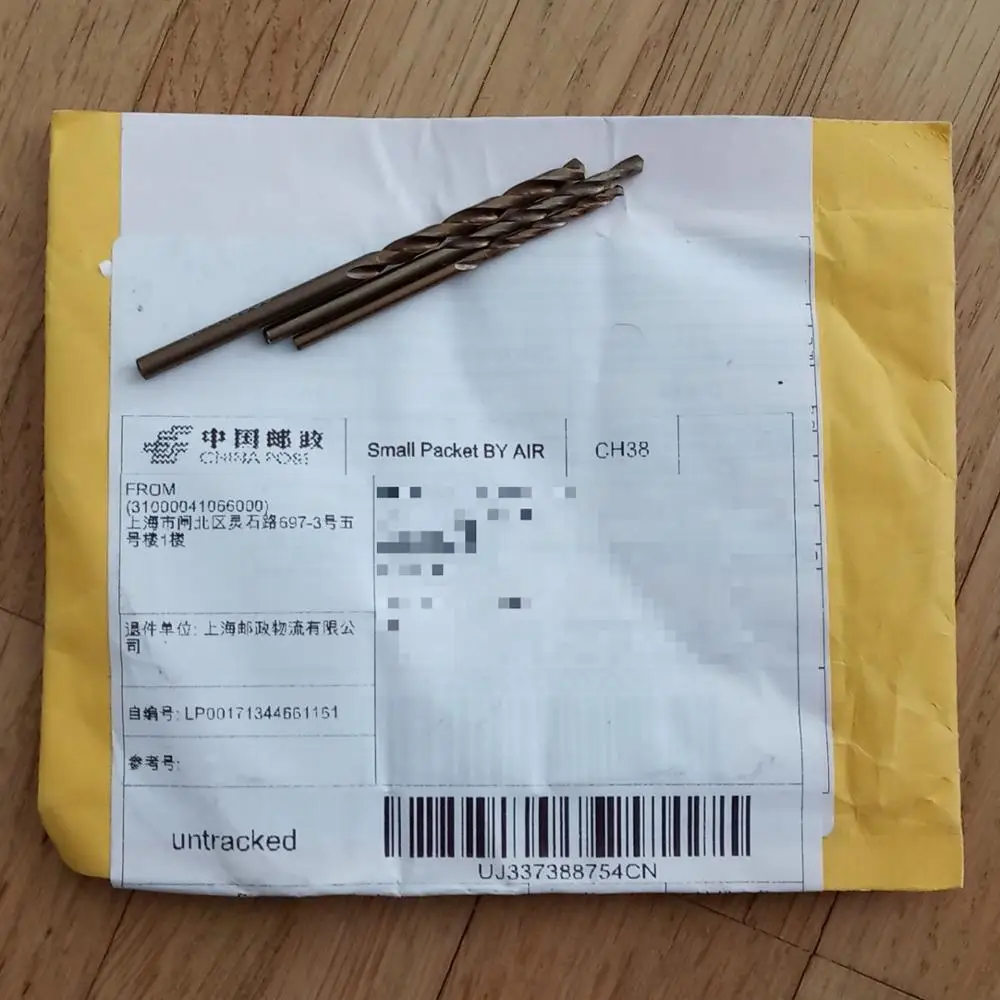 中国邮政
CHINA POST
Small Packet BY AIR
CH38
FROM
(31000041066000)
上海市闸北区灵石路697-3号五
号楼1楼
退件单位: 上海邮政物流有限公
司
自编号: LP00171344661161
参考号:
untracked
UJ337388754CN